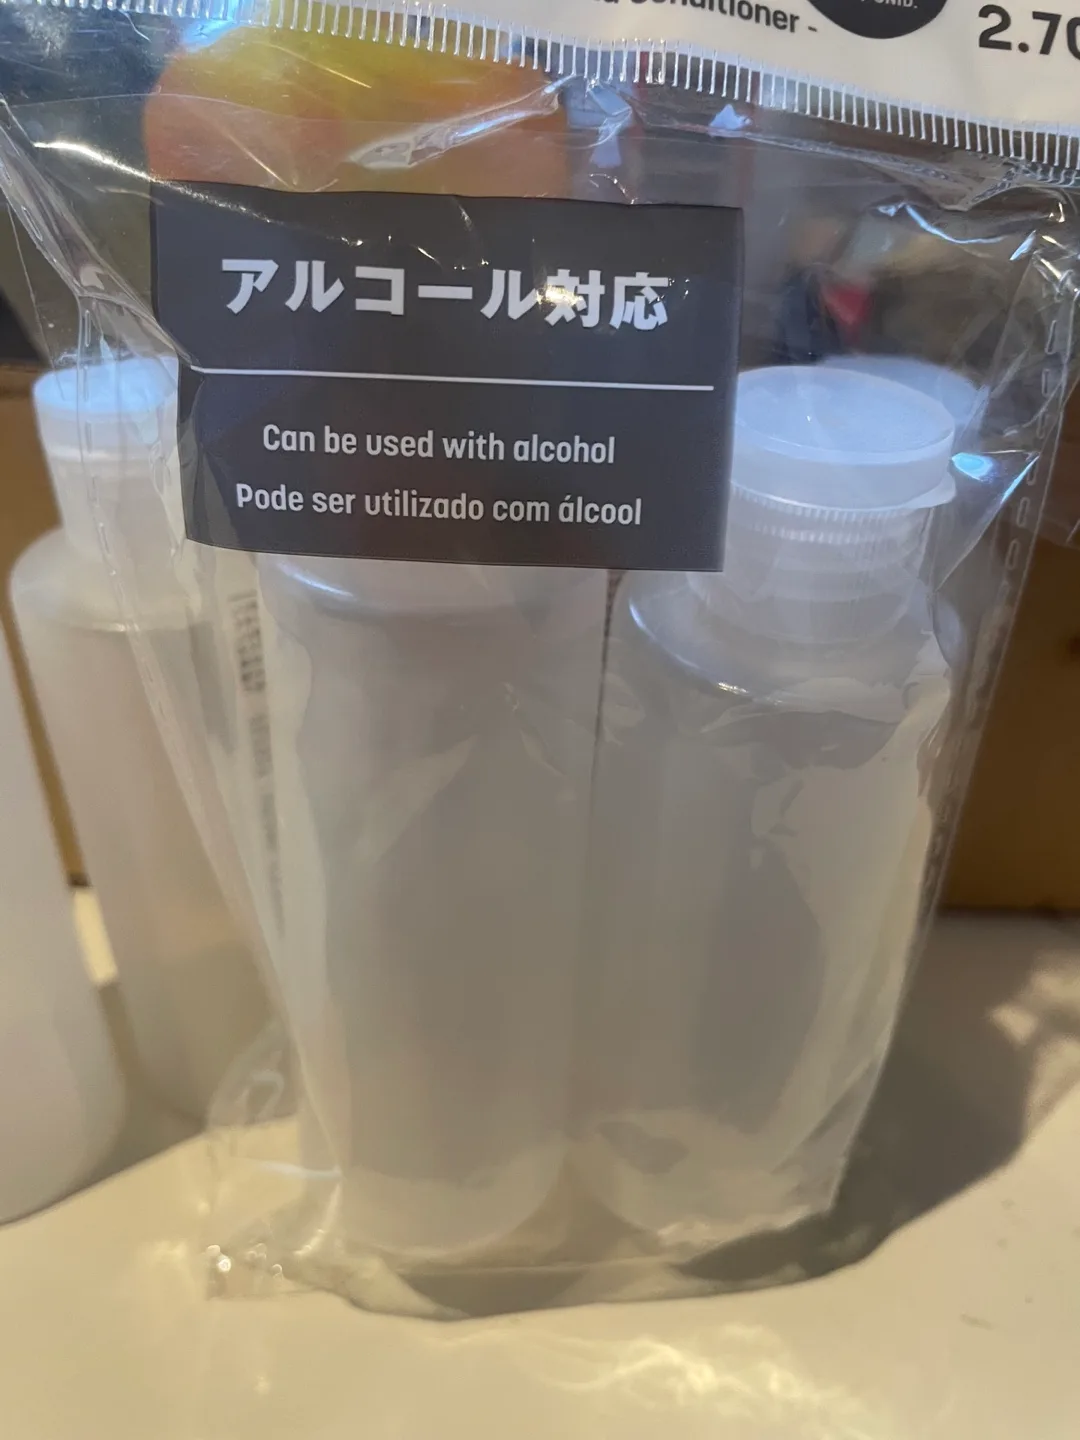 Conditioner -
UNID.
2.70
アルコール対応
Can be used with alcohol
Pode ser utilizado com álcool